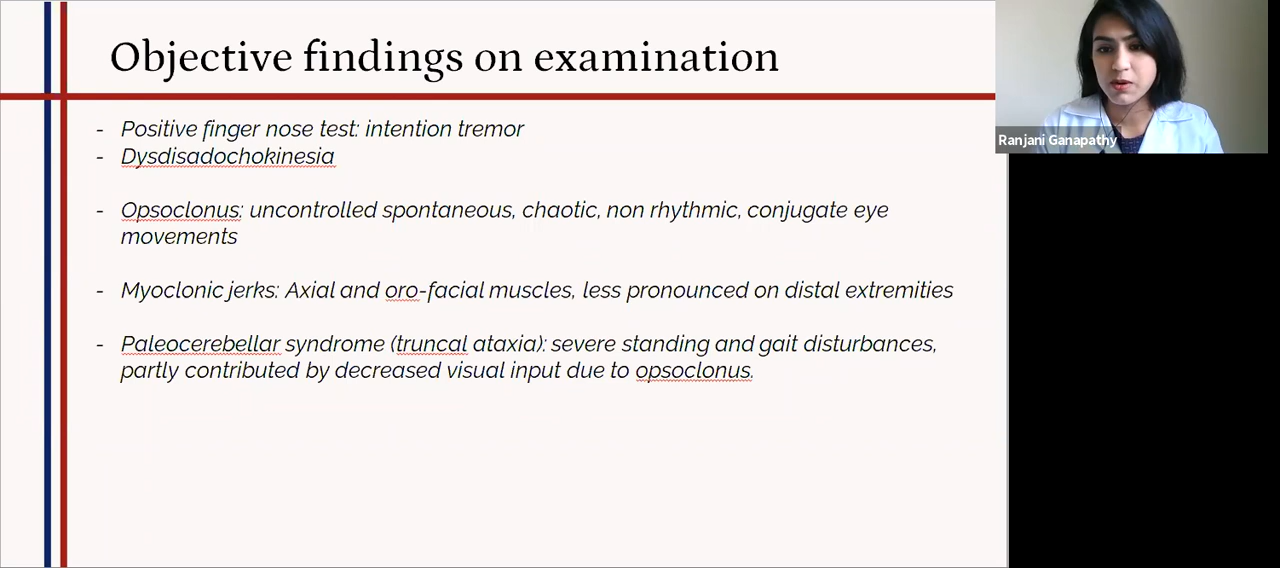 Objective findings on examination
- Positive finger nose test: intention tremor
- Dysdisadochokinesia
- Opsoclonus: uncontrolled spontaneous, chaotic, non rhythmic, conjugate eye
movements
- Myoclonic jerks: Axial and oro-facial muscles, less pronounced on distal extremities
- Paleocerebellar syndrome (truncal ataxia): severe standing and gait disturbances,
partly contributed by decreased visual input due to opsoclonus.
Ranjani Ganapathy